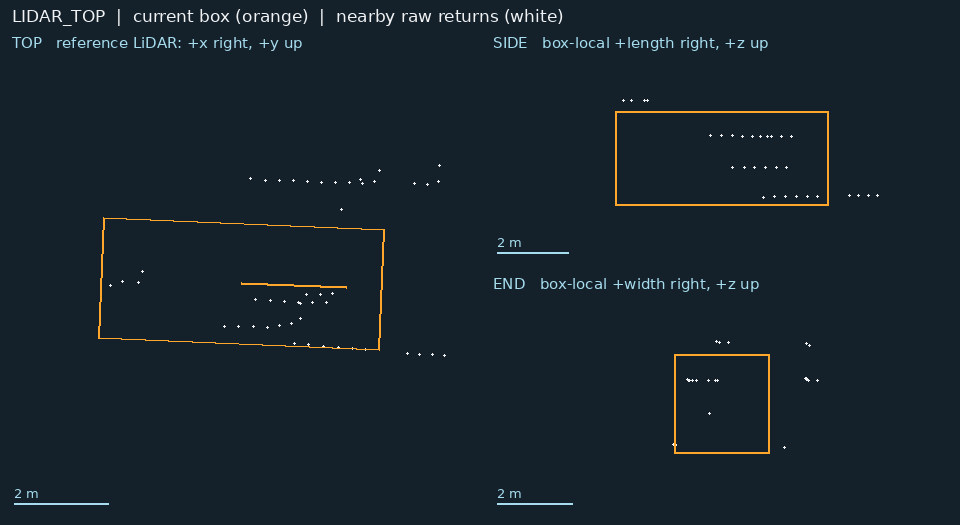 LIDAR_TOP | current box (orange) | nearby raw returns (white)
TOP reference LiDAR: +x right, +y up
SIDE box-local +length right, +z up
2 m
END box-local +width right, +z up
2 m
2 m